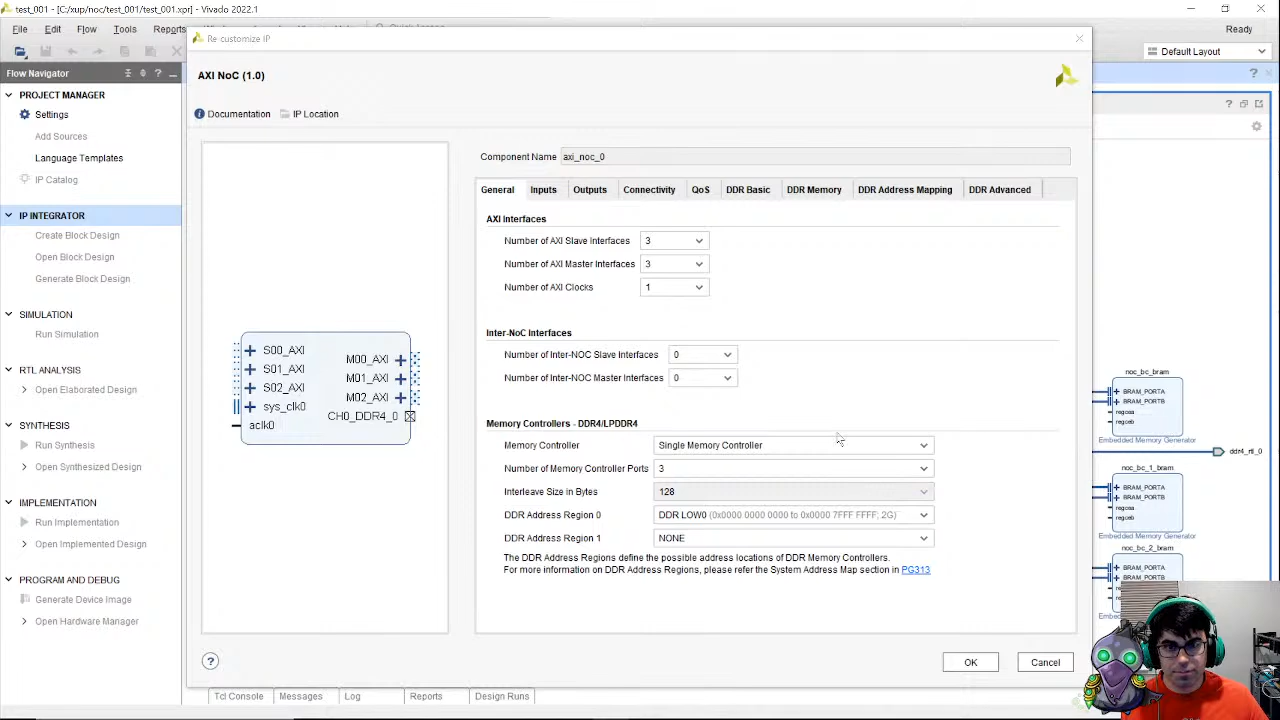 test_001 - [C:/xup/noc/test_001/test_001.xpr] - Vivado 2022.1
File Edit Flow Tools Reports
Ready
Default Layout
Flow Navigator
PROJECT MANAGER
Settings
Add Sources
Language Templates
IP Catalog
IP INTEGRATOR
Create Block Design
Open Block Design
Generate Block Design
SIMULATION
Run Simulation
RTL ANALYSIS
Open Elaborated Design
SYNTHESIS
Run Synthesis
Open Synthesized Design
IMPLEMENTATION
Run Implementation
Open Implemented Design
PROGRAM AND DEBUG
Generate Device Image
Open Hardware Manager
Re-customize IP
AXI NoC (1.0)
Documentation IP Location
S00_AXI
S01_AXI
S02_AXI
sys_clk0
aclk0
M00_AXI
M01_AXI
M02_AXI
CH0_DDR4_0
Component Name axi_noc_0
General Inputs Outputs Connectivity QoS DDR Basic DDR Memory DDR Address Mapping DDR Advanced
AXI Interfaces
Number of AXI Slave Interfaces 3
Number of AXI Master Interfaces 3
Number of AXI Clocks 1
Inter-NoC Interfaces
Number of Inter-NOC Slave Interfaces 0
Number of Inter-NOC Master Interfaces 0
Memory Controllers - DDR4/LPDDR4
Memory Controller Single Memory Controller
Number of Memory Controller Ports 3
Interleave Size in Bytes 128
DDR Address Region 0 DDR LOW0 (0x0000 0000 0000 to 0x0000 7FFF FFFF; 2G)
DDR Address Region 1 NONE
The DDR Address Regions define the possible address locations of DDR Memory Controllers.
For more information on DDR Address Regions, please refer the System Address Map section in PG313
OK Cancel
noc_bc_bram
BRAM_PORTA
BRAM_PORTB
regcea
regceb
Embedded Memory Generator
ddr4_rtl_0
noc_bc_1_bram
BRAM_PORTA
BRAM_PORTB
regcea
regceb
Embedded Memory Generator
noc_bc_2_bram
BRAM_PORTA
BRAM_PORTB
Tcl Console Messages Log Reports Design Runs